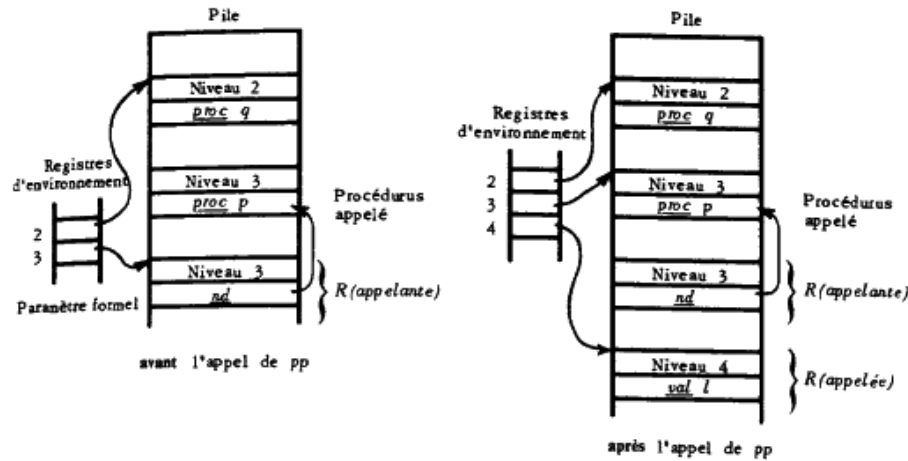 Pile
Niveau 2
proc q
Registres
d'environnement
Niveau 3
proc p
Procédurus
appelé
2
3
Niveau 3
nd
R(appelante)
Paramètre formel
avant l'appel de pp
Pile
Niveau 2
proc q
Registres
d'environnement
2
3
4
Niveau 3
proc p
Procédurus
appelé
Niveau 3
nd
R(appelante)
Niveau 4
val l
R(appelée)
après l'appel de pp